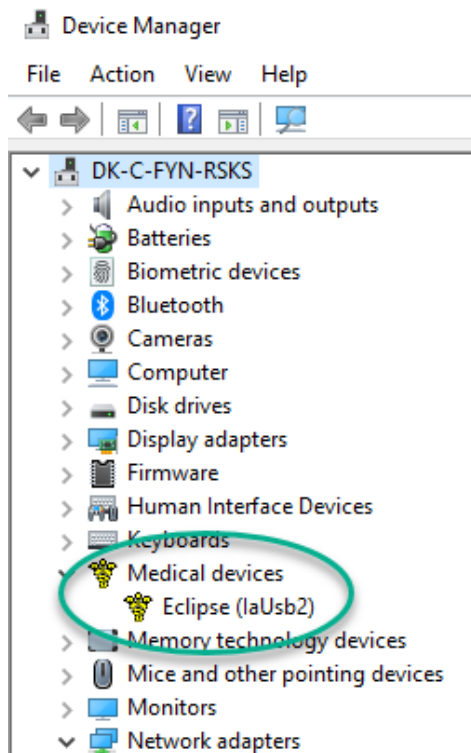 Device Manager
File Action View Help
DK-C-FYN-RSKS
Audio inputs and outputs
Batteries
Biometric devices
Bluetooth
Cameras
Computer
Disk drives
Display adapters
Firmware
Human Interface Devices
Keyboards
Medical devices
Eclipse (IaUsb2)
Memory technology devices
Mice and other pointing devices
Monitors
Network adapters